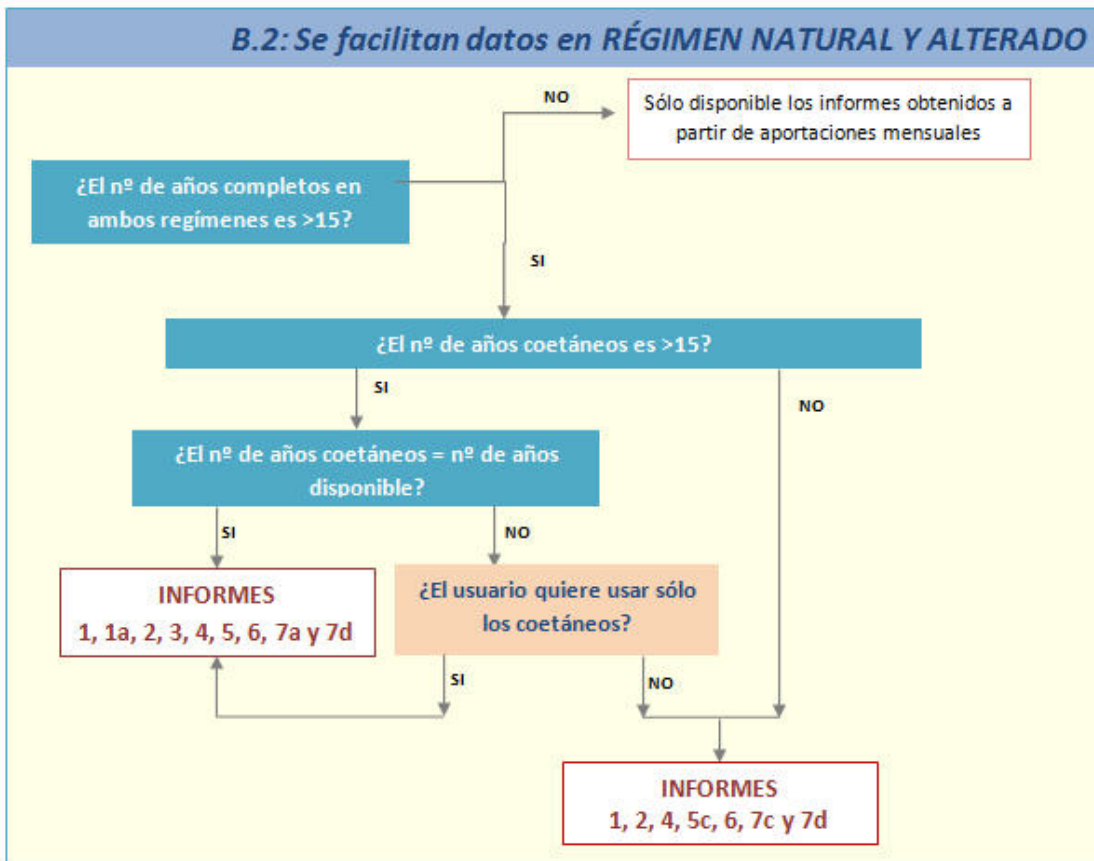 B.2: Se facilitan datos en RÉGIMEN NATURAL Y ALTERADO
NO
Sólo disponible los informes obtenidos a
partir de aportaciones mensuales
¿El nº de años completos en
ambos regímenes es >15?
SI
¿El nº de años coetáneos es >15?
SI
NO
¿El nº de años coetáneos = nº de años
disponible?
SI
NO
INFORMES
1, 1a, 2, 3, 4, 5, 6, 7a y 7d
¿El usuario quiere usar sólo
los coetáneos?
SI
NO
INFORMES
1, 2, 4, 5c, 6, 7c y 7d